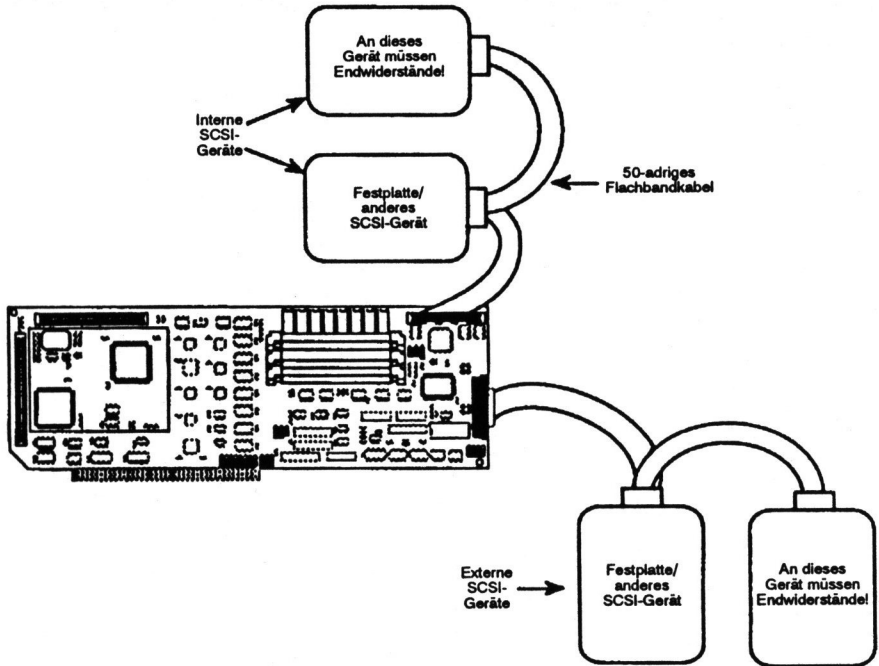 An dieses
Gerät müssen
Endwiderstände!
Interne
SCSI-
Geräte
Festplatte/
anderes
SCSI-Gerät
50-adriges
Flachbandkabel
Externe
SCSI-
Geräte
Festplatte/
anderes
SCSI-Gerät
An dieses
Gerät müssen
Endwiderstände!